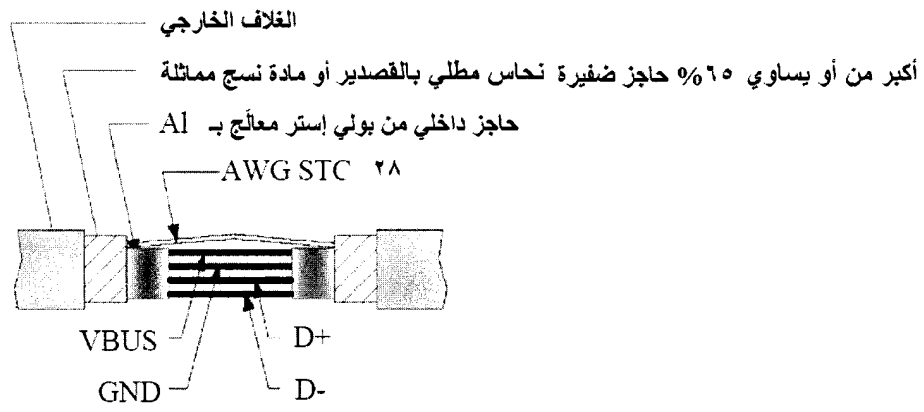 الغلاف الخارجي
أكبر من أو يساوي ٦٥% حاجز ضفيرة نحاس مطلي بالقصدير أو مادة نسج مماثلة
حاجز داخلي من بولي إستر معالَج بـ Al
٢٨ AWG STC
VBUS
D+
GND
D-